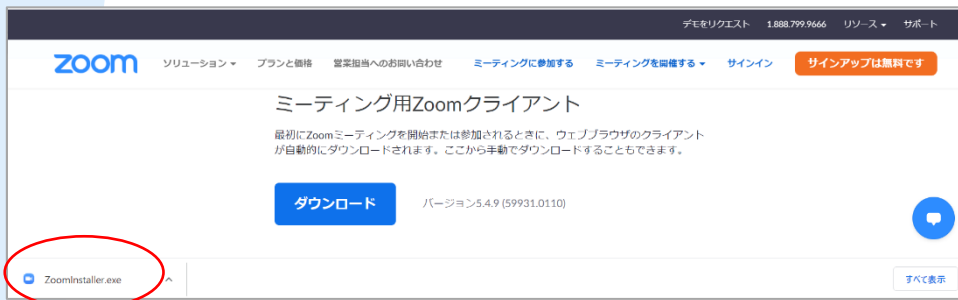 デモをリクエスト 1.888.799.9666 リソース サポート
zoom ソリューション プランと価格 営業担当へのお問い合わせ ミーティングに参加する ミーティングを開催する サインイン サインアップは無料です
ミーティング用Zoomクライアント
最初にZoomミーティングを開始または参加されるときに、ウェブブラウザのクライアント
が自動的にダウンロードされます。ここから手動でダウンロードすることもできます。
ダウンロード バージョン5.4.9 (59931.0110)
ZoomInstaller.exe すべて表示